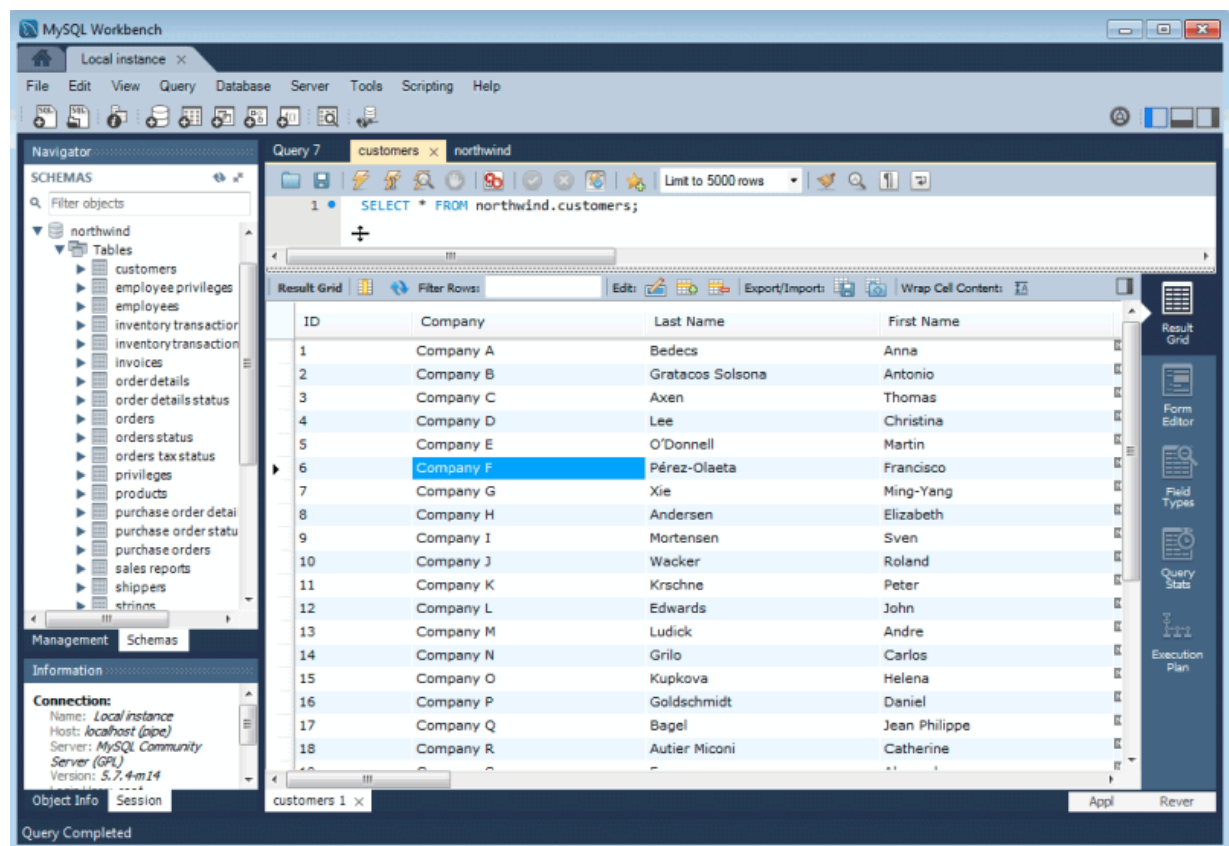 MySQL Workbench
Local instance ×
File Edit View Query Database Server Tools Scripting Help
Navigator
SCHEMAS
Filter objects
northwind
Tables
customers
employee privileges
employees
inventory transaction
inventory transaction
invoices
order details
order details status
orders
orders status
orders tax status
privileges
products
purchase order detai
purchase order statu
purchase orders
sales reports
shippers
strings
Management Schemas
Information
Connection:
Name: Local instance
Host: localhost (pipe)
Server: MySQL Community
Server (GPL)
Version: 5.7.4-m14
Object Info Session
Query Completed
Query 7 customers × northwind
Limit to 5000 rows
1 SELECT * FROM northwind.customers;
Result Grid Filter Rows: Edit: Export/Import: Wrap Cell Content:
ID Company Last Name First Name
1 Company A Bedecs Anna
2 Company B Gratacos Solsona Antonio
3 Company C Axen Thomas
4 Company D Lee Christina
5 Company E O'Donnell Martin
6 Company F Pérez-Olaeta Francisco
7 Company G Xie Ming-Yang
8 Company H Andersen Elizabeth
9 Company I Mortensen Sven
10 Company J Wacker Roland
11 Company K Krschne Peter
12 Company L Edwards John
13 Company M Ludick Andre
14 Company N Grilo Carlos
15 Company O Kupkova Helena
16 Company P Goldschmidt Daniel
17 Company Q Bagel Jean Philippe
18 Company R Autier Miconi Catherine
customers 1 ×
Appl Rever
Result
Grid
Form
Editor
Field
Types
Query
Stats
Execution
Plan